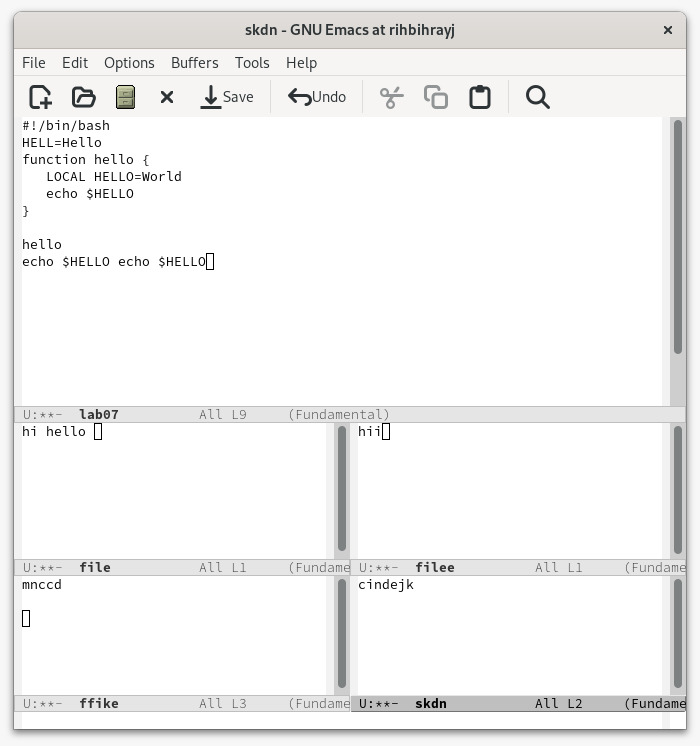 skdn - GNU Emacs at rihbihrayj
File Edit Options Buffers Tools Help
Save Undo
#!/bin/bash
HELL=Hello
function hello {
   LOCAL HELLO=World
   echo $HELLO
}
hello
echo $HELLO echo $HELLO
U:**-  lab07          All L9     (Fundamental)
hi hello
U:**-  file           All L1     (Fundame
hii
U:**-  filee          All L1     (Fundame
mnccd
U:**-  ffike          All L3     (Fundame
cindejk
U:**-  skdn           All L2     (Fundame